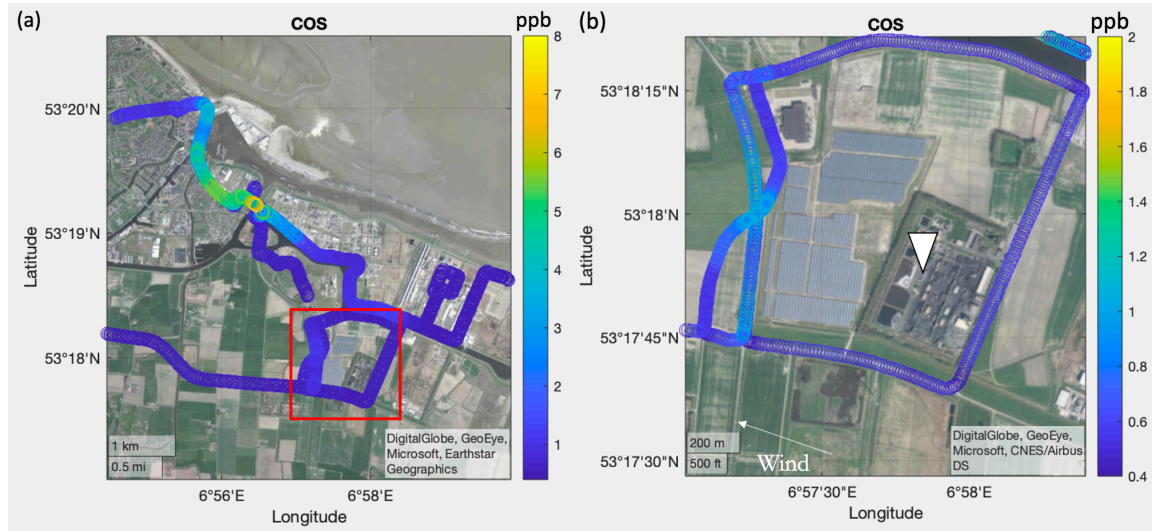 (a)
COS
ppb
8
7
6
5
4
3
2
1
53°20'N
53°19'N
53°18'N
Latitude
1 km
0.5 mi
DigitalGlobe, GeoEye,
Microsoft, Earthstar
Geographics
6°56'E
6°58'E
Longitude
(b)
COS
ppb
2
1.8
1.6
1.4
1.2
1
0.8
0.6
0.4
53°18'15"N
53°18'N
53°17'45"N
53°17'30"N
Latitude
Wind
200 m
500 ft
DigitalGlobe, GeoEye,
Microsoft, CNES/Airbus
DS
6°57'30"E
6°58'E
Longitude